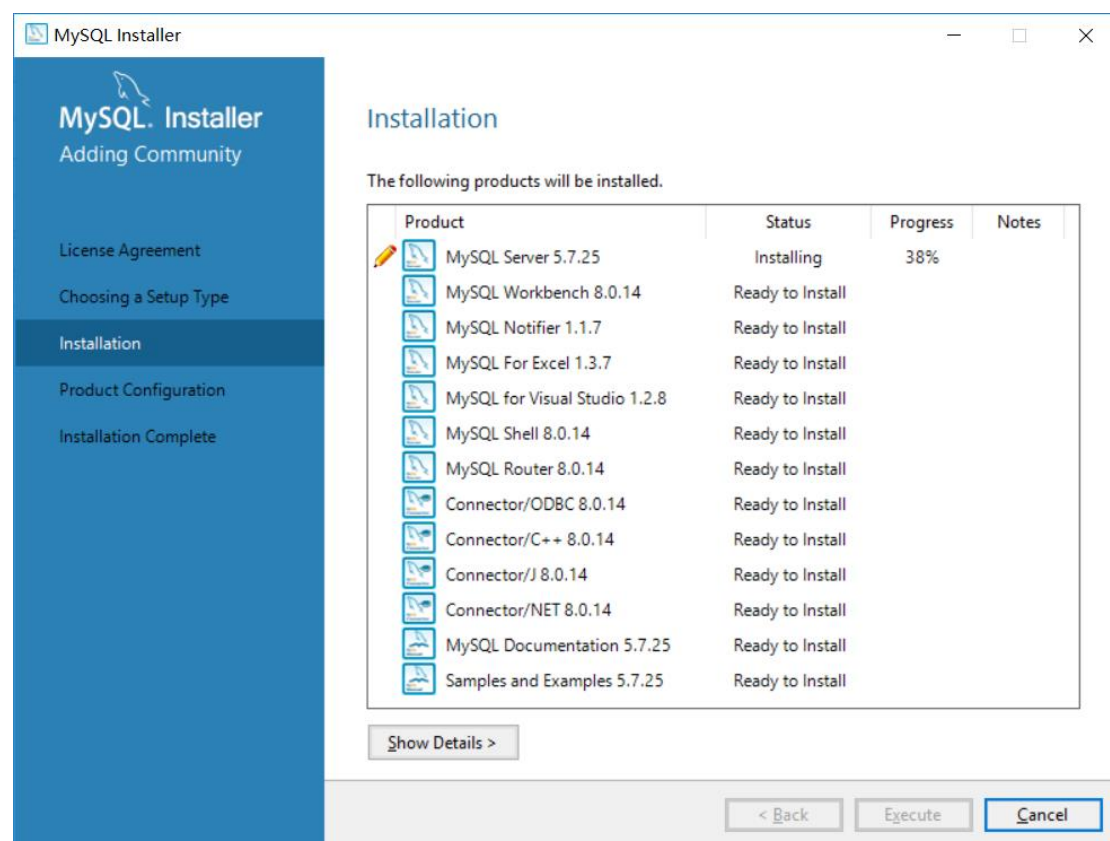 MySQL Installer
MySQL. Installer
Adding Community
License Agreement
Choosing a Setup Type
Installation
Product Configuration
Installation Complete
Installation
The following products will be installed.
Product Status Progress Notes
MySQL Server 5.7.25 Installing 38%
MySQL Workbench 8.0.14 Ready to Install
MySQL Notifier 1.1.7 Ready to Install
MySQL For Excel 1.3.7 Ready to Install
MySQL for Visual Studio 1.2.8 Ready to Install
MySQL Shell 8.0.14 Ready to Install
MySQL Router 8.0.14 Ready to Install
Connector/ODBC 8.0.14 Ready to Install
Connector/C++ 8.0.14 Ready to Install
Connector/J 8.0.14 Ready to Install
Connector/NET 8.0.14 Ready to Install
MySQL Documentation 5.7.25 Ready to Install
Samples and Examples 5.7.25 Ready to Install
Show Details >
< Back Execute Cancel